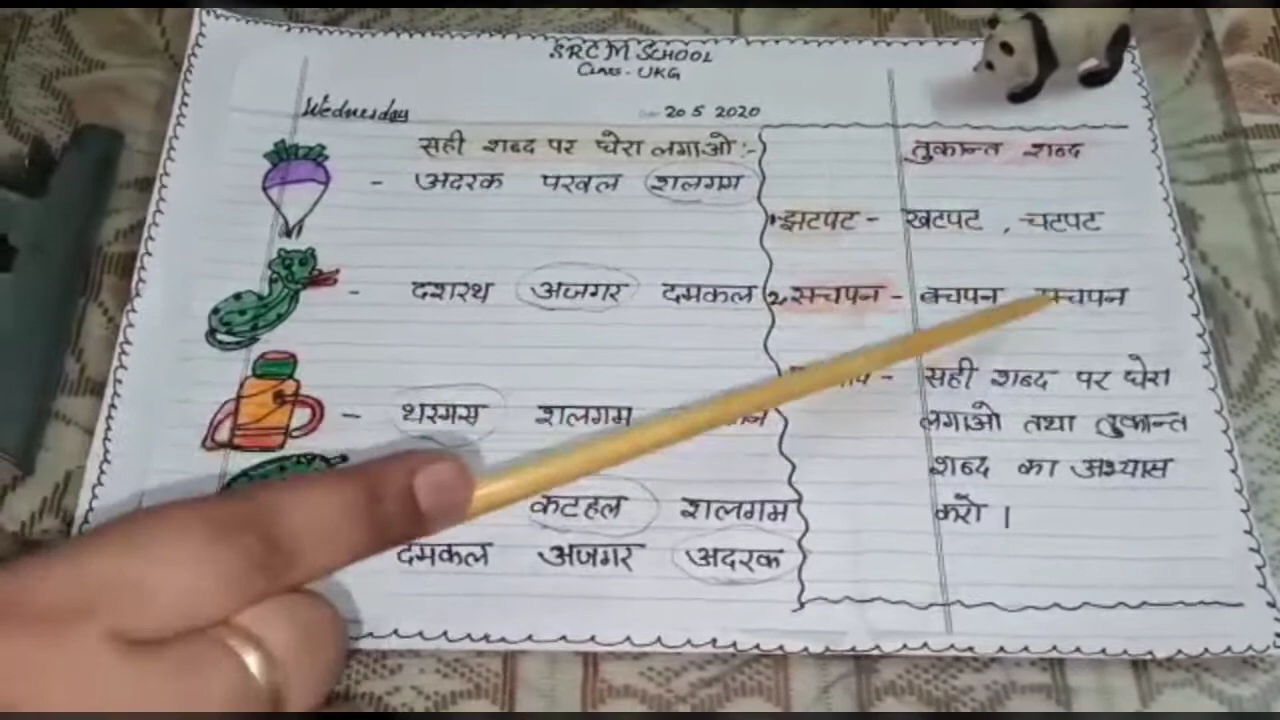 SRCM SCHOOL
Class - UKG
Wednesday 20 5 2020
सही शब्द पर घेरा लगाओ :-
- अदरक परवल शलगम
- दशरथ अजगर दमकल
- थरमस शलगम
कटहल शलगम
दमकल अजगर अदरक
तुकान्त शब्द
झटपट - खटपट , चटपट
2. सचपन - बचपन
सही शब्द पर घेरा
लगाओ तथा तुकान्त
शब्द का अभ्यास
करो ।